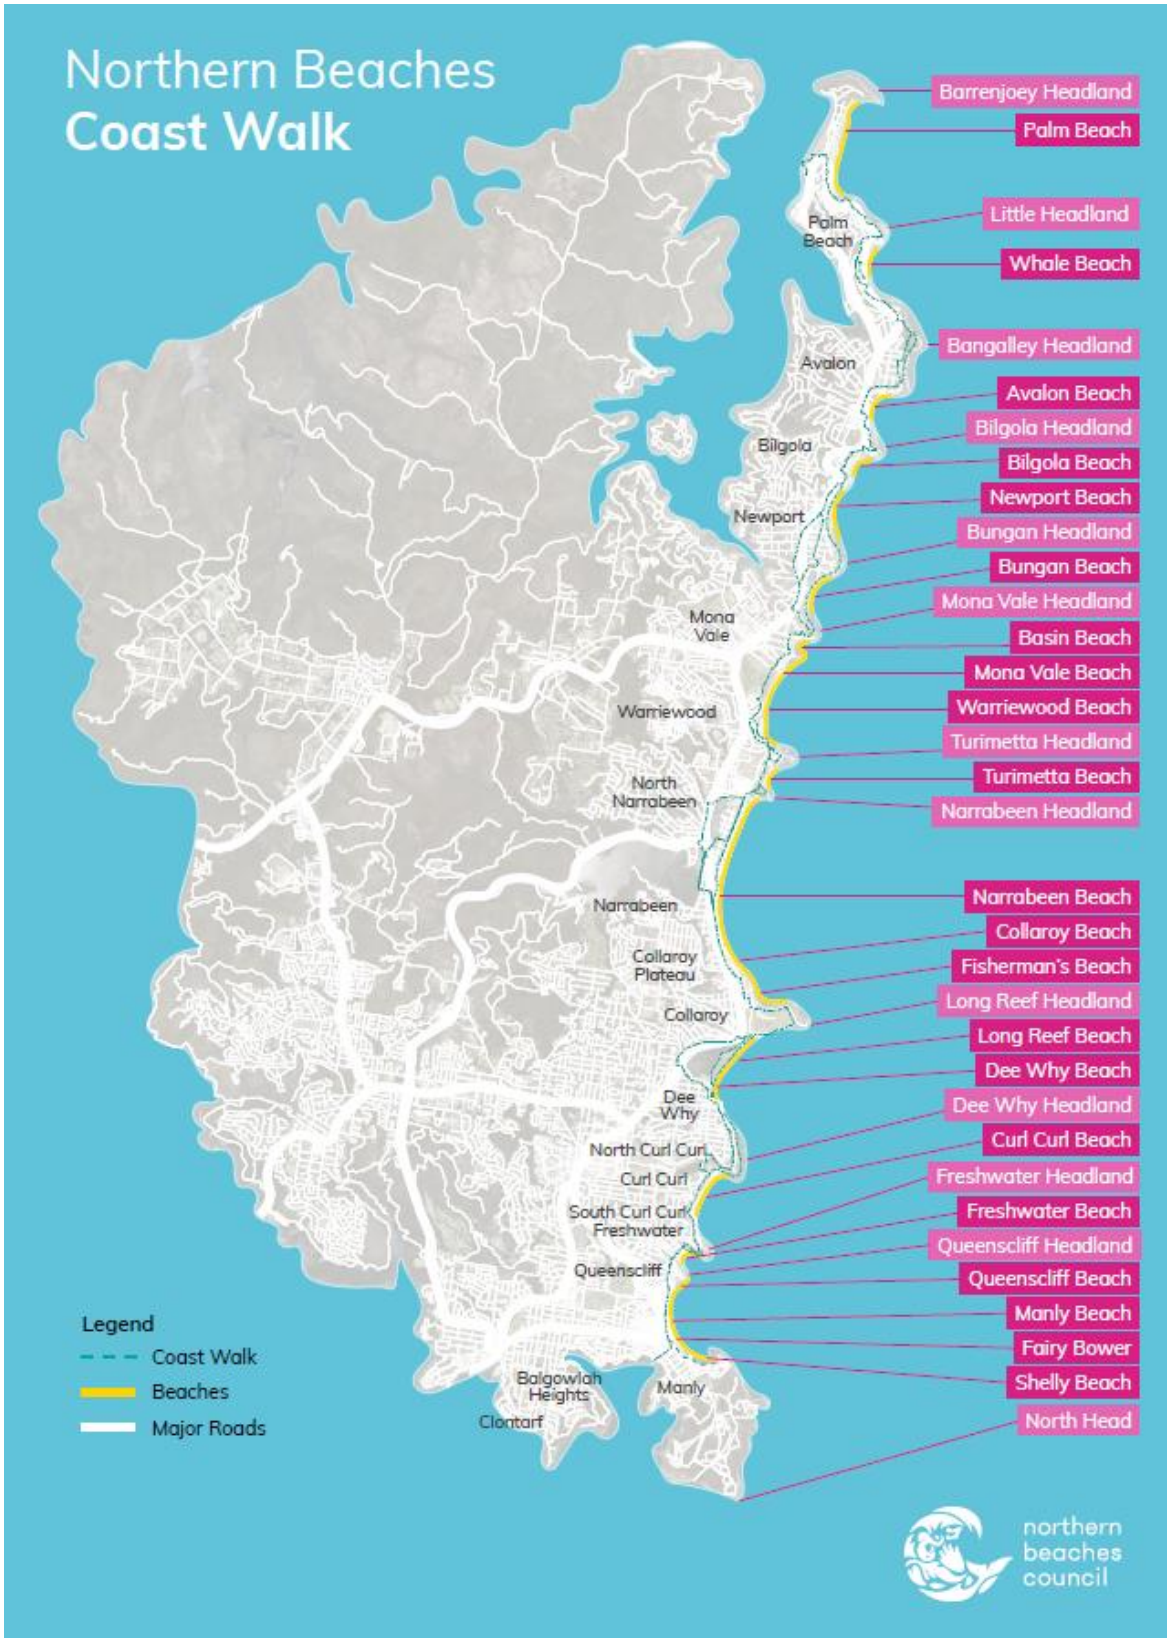 Northern Beaches
Coast Walk
Barrenjoey Headland
Palm Beach
Little Headland
Palm
Beach
Whale Beach
Bangalley Headland
Avalon
Avalon Beach
Bilgola Headland
Bilgola
Bilgola Beach
Newport Beach
Newport
Bungan Headland
Bungan Beach
Mona Vale Headland
Mona
Vale
Basin Beach
Mona Vale Beach
Warriewood Beach
Warriewood
Turimetta Headland
Turimetta Beach
North
Narrabeen
Narrabeen Headland
Narrabeen Beach
Narrabeen
Collaroy Beach
Collaroy
Plateau
Fisherman's Beach
Long Reef Headland
Collaroy
Long Reef Beach
Dee Why Beach
Dee
Why
Dee Why Headland
Curl Curl Beach
North Curl Curl
Freshwater Headland
Curl Curl
Freshwater Beach
South Curl Curl
Freshwater
Queenscliff Headland
Queenscliff
Queenscliff Beach
Manly Beach
Fairy Bower
Shelly Beach
Balgowlah
Heights
Manly
Clontarf
North Head
Legend
Coast Walk
Beaches
Major Roads
northern
beaches
council